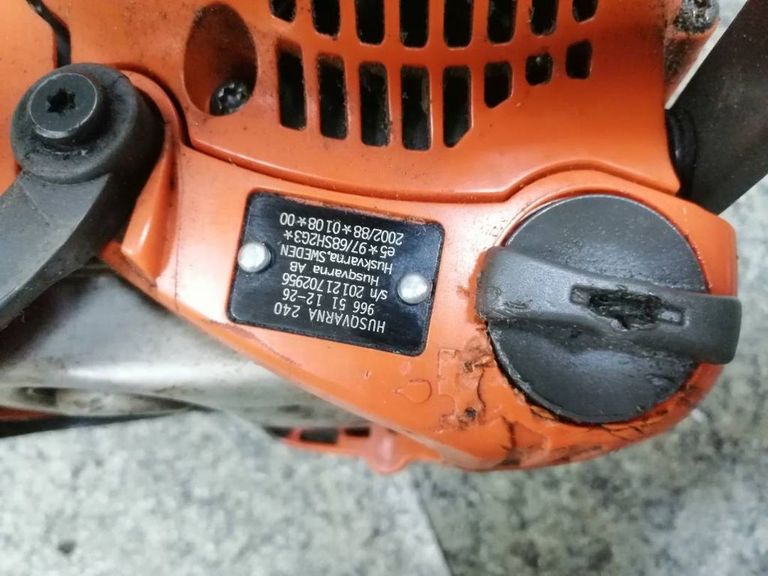 HUSQVARNA 240
966 51 12-26
s/n 20121702956
Husqvarna AB
Huskvarna,SWEDEN
e5*97/68SH2G3*
2002/88*0108*00